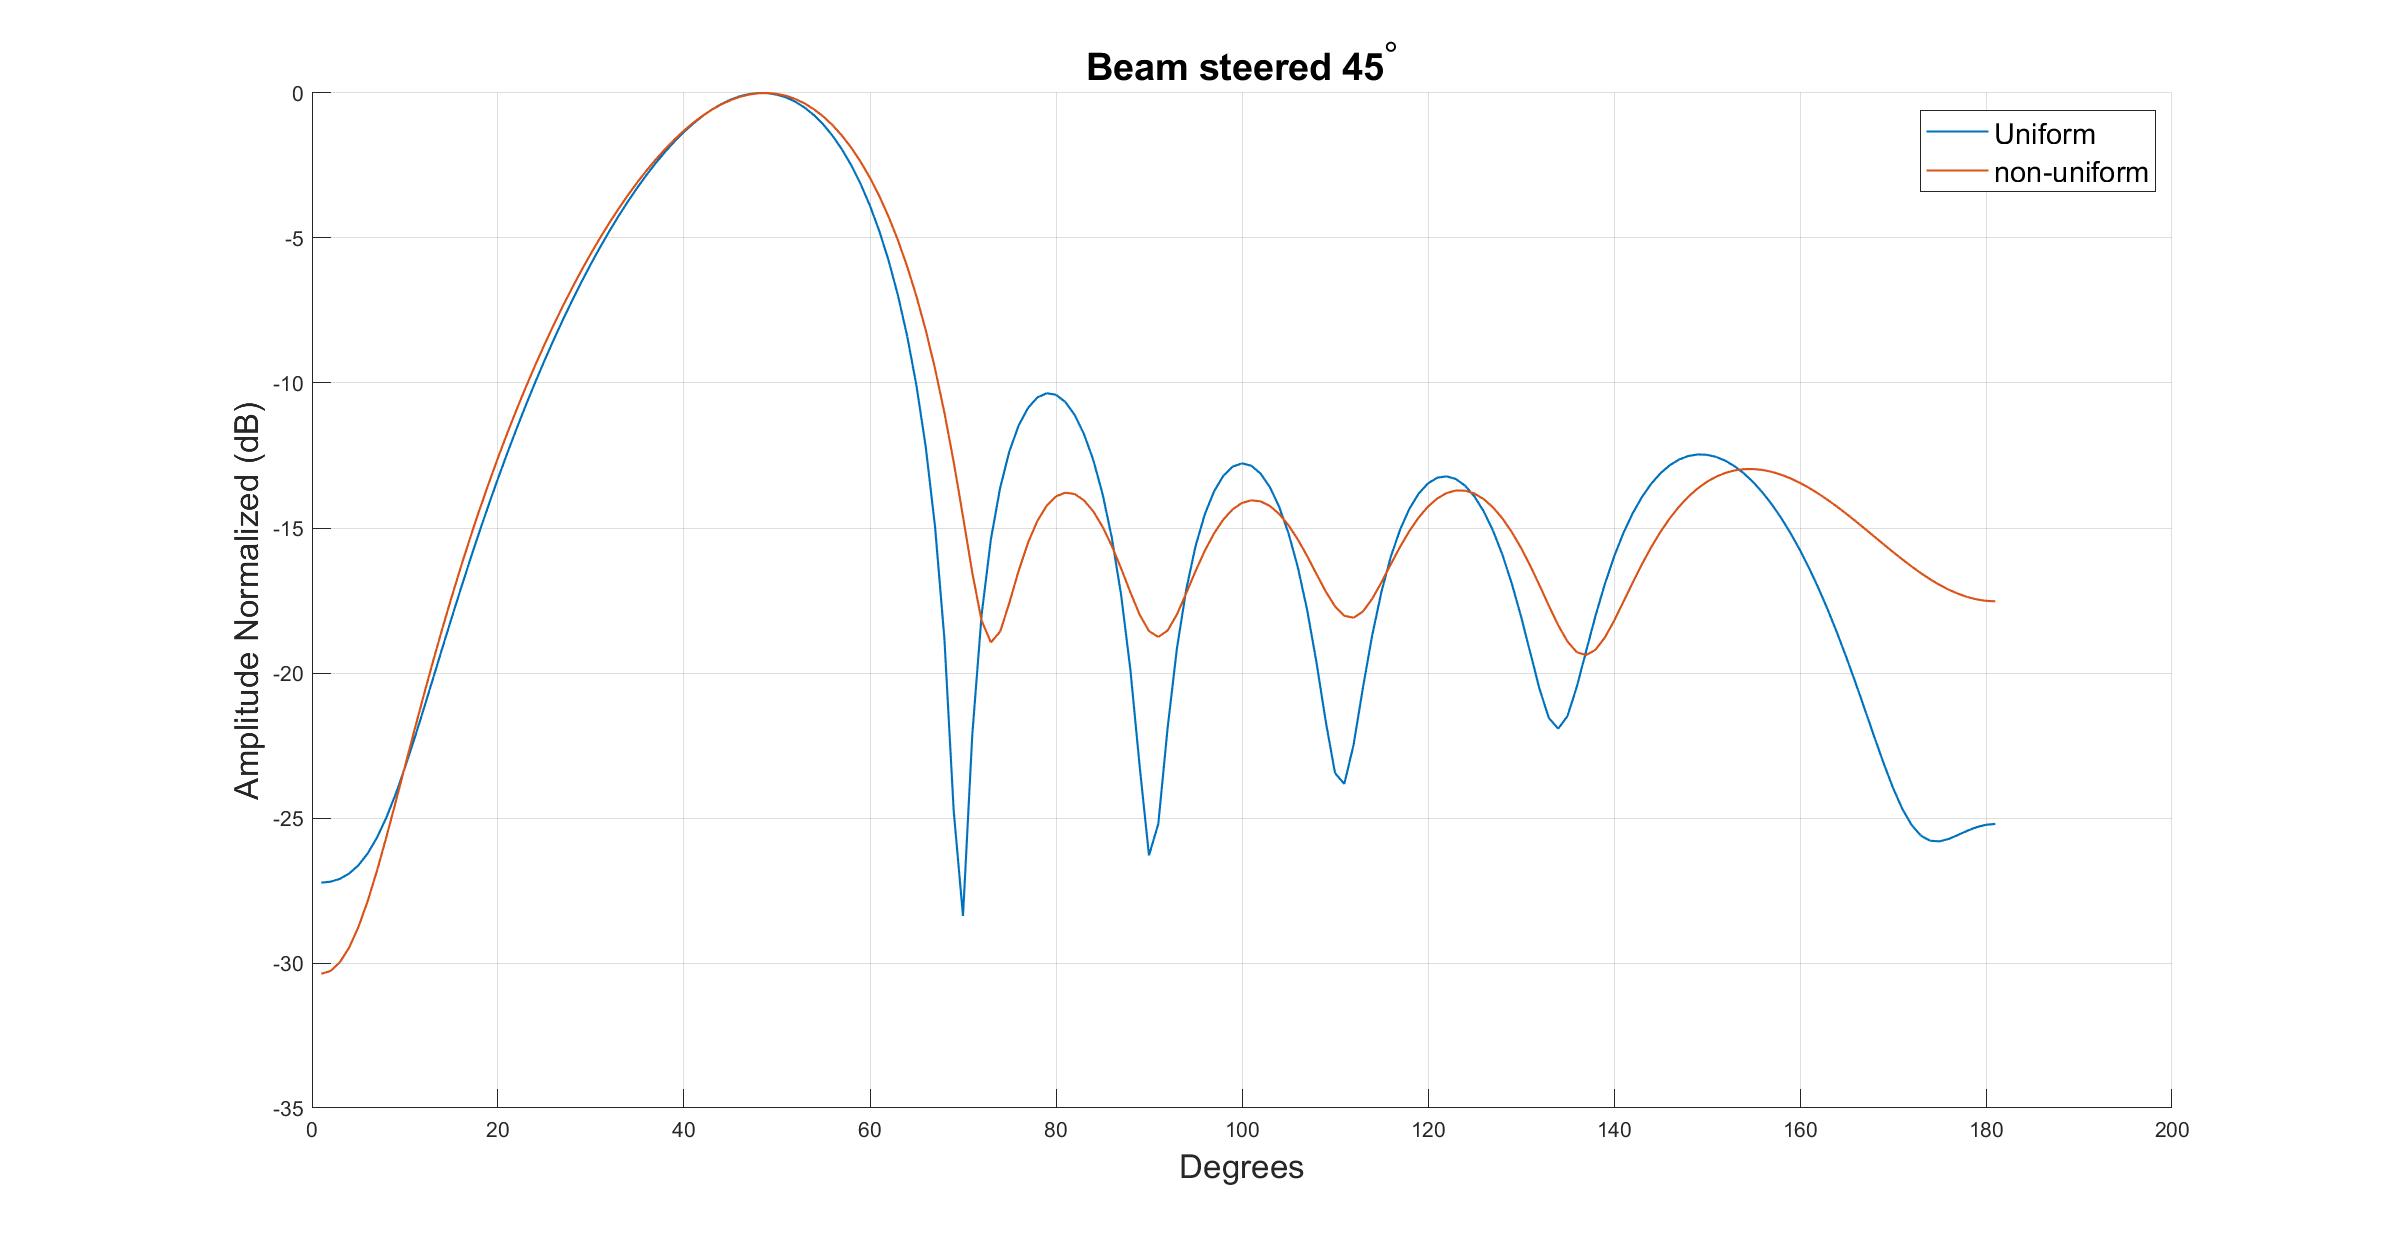 Beam steered 45°
Uniform
non-uniform
Amplitude Normalized (dB)
0
-5
-10
-15
-20
-25
-30
-35
0 20 40 60 80 100 120 140 160 180 200
Degrees